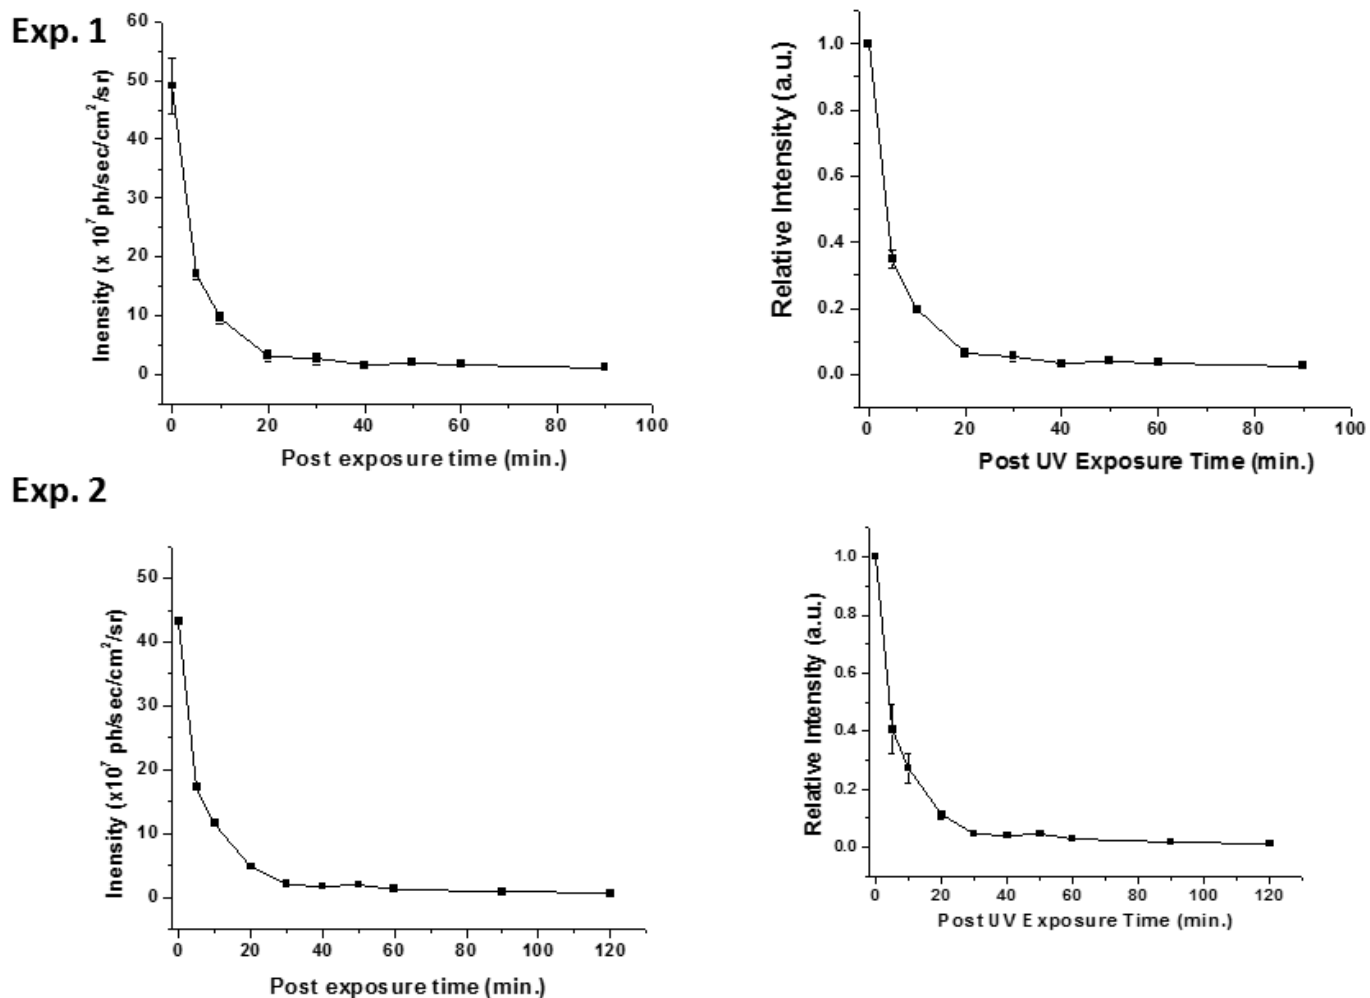 Exp. 1
60
50
40
30
20
10
0
Inensity (x 10⁷ ph/sec/cm²/sr)
0 20 40 60 80 100
Post exposure time (min.)
1.0
0.8
0.6
0.4
0.2
0.0
Relative Intensity (a.u.)
0 20 40 60 80 100
Post UV Exposure Time (min.)
Exp. 2
50
40
30
20
10
0
Inensity (x10⁷ ph/sec/cm²/sr)
0 20 40 60 80 100 120
Post exposure time (min.)
1.0
0.8
0.6
0.4
0.2
0.0
Relative Intensity (a.u.)
0 20 40 60 80 100 120
Post UV Exposure Time (min.)